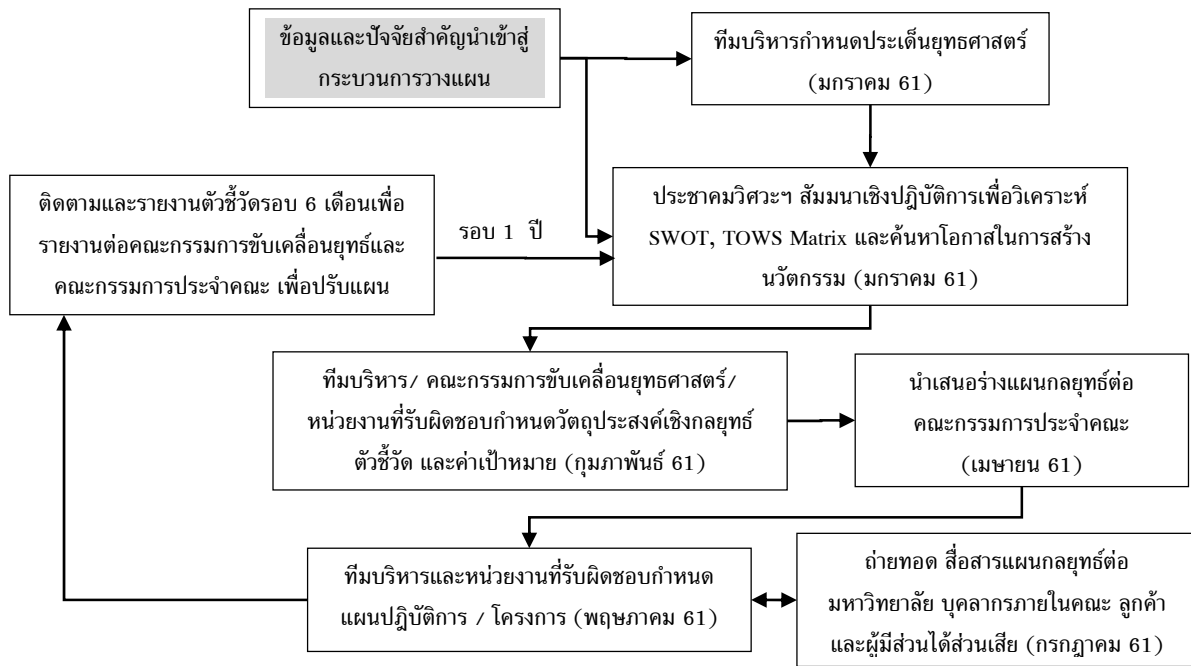 ข้อมูลและปัจจัยสำคัญนำเข้าสู่
กระบวนการวางแผน
ทีมบริหารกำหนดประเด็นยุทธศาสตร์
(มกราคม 61)
ติดตามและรายงานตัวชี้วัดรอบ 6 เดือนเพื่อ
รายงานต่อคณะกรรมการขับเคลื่อนยุทธ์และ
คณะกรรมการประจำคณะ เพื่อปรับแผน
รอบ 1 ปี
ประชาคมวิศวะฯ สัมมนาเชิงปฎิบัติการเพื่อวิเคราะห์
SWOT, TOWS Matrix และค้นหาโอกาสในการสร้าง
นวัตกรรม (มกราคม 61)
ทีมบริหาร/ คณะกรรมการขับเคลื่อนยุทธศาสตร์/
หน่วยงานที่รับผิดชอบกำหนดวัตถุประสงค์เชิงกลยุทธ์
ตัวชี้วัด และค่าเป้าหมาย (กุมภาพันธ์ 61)
นำเสนอร่างแผนกลยุทธ์ต่อ
คณะกรรมการประจำคณะ
(เมษายน 61)
ทีมบริหารและหน่วยงานที่รับผิดชอบกำหนด
แผนปฎิบัติการ / โครงการ (พฤษภาคม 61)
ถ่ายทอด สื่อสารแผนกลยุทธ์ต่อ
มหาวิทยาลัย บุคลากรภายในคณะ ลูกค้า
และผู้มีส่วนได้ส่วนเสีย (กรกฎาคม 61)